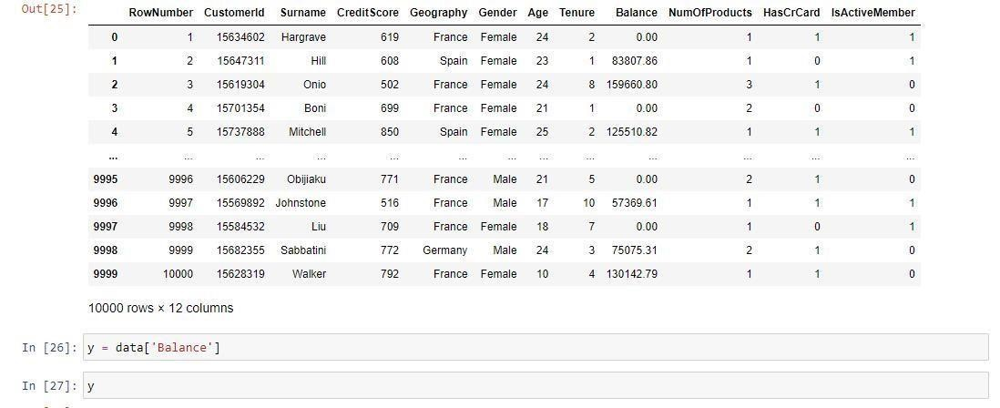 Out[25]:
RowNumber CustomerId Surname CreditScore Geography Gender Age Tenure Balance NumOfProducts HasCrCard IsActiveMember
0 1 15634602 Hargrave 619 France Female 24 2 0.00 1 1 1
1 2 15647311 Hill 608 Spain Female 23 1 83807.86 1 0 1
2 3 15619304 Onio 502 France Female 24 8 159660.80 3 1 0
3 4 15701354 Boni 699 France Female 21 1 0.00 2 0 0
4 5 15737888 Mitchell 850 Spain Female 25 2 125510.82 1 1 1
... ... ... ... ... ... ... ... ... ... ... ... ...
9995 9996 15606229 Obijiaku 771 France Male 21 5 0.00 2 1 0
9996 9997 15569892 Johnstone 516 France Male 17 10 57369.61 1 1 1
9997 9998 15584532 Liu 709 France Female 18 7 0.00 1 0 1
9998 9999 15682355 Sabbatini 772 Germany Male 24 3 75075.31 2 1 0
9999 10000 15628319 Walker 792 France Female 10 4 130142.79 1 1 0
10000 rows × 12 columns
In [26]: y = data['Balance']
In [27]: y